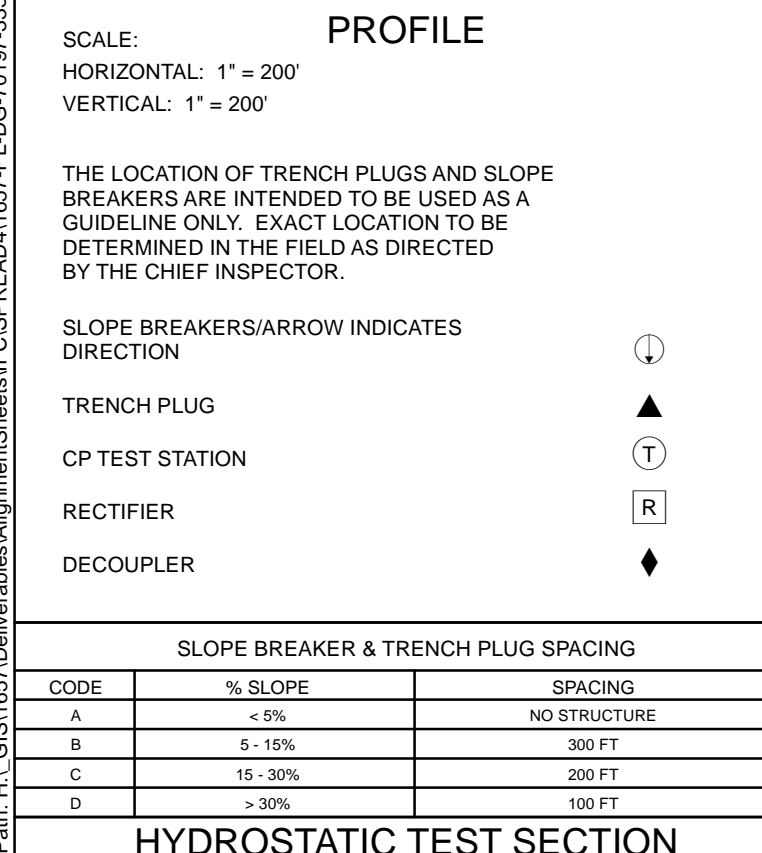 PROFILE
SCALE:
HORIZONTAL: 1" = 200'
VERTICAL: 1" = 200'
THE LOCATION OF TRENCH PLUGS AND SLOPE
BREAKERS ARE INTENDED TO BE USED AS A
GUIDELINE ONLY. EXACT LOCATION TO BE
DETERMINED IN THE FIELD AS DIRECTED
BY THE CHIEF INSPECTOR.
SLOPE BREAKERS/ARROW INDICATES
DIRECTION
TRENCH PLUG
CP TEST STATION T
RECTIFIER R
DECOUPLER
SLOPE BREAKER & TRENCH PLUG SPACING
CODE % SLOPE SPACING
A < 5% NO STRUCTURE
B 5 - 15% 300 FT
C 15 - 30% 200 FT
D > 30% 100 FT
HYDROSTATIC TEST SECTION